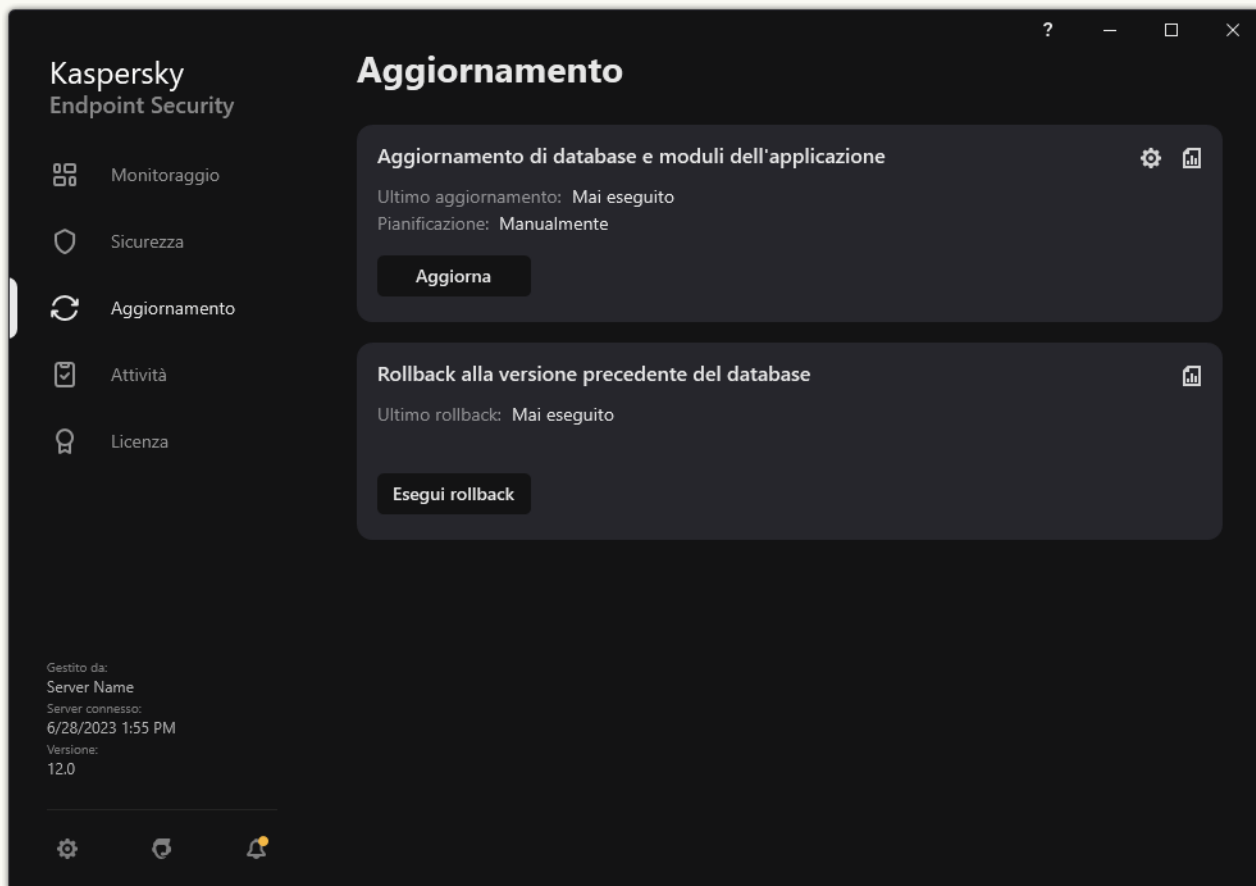 ?
Kaspersky
Endpoint Security
Monitoraggio
Sicurezza
Aggiornamento
Attività
Licenza
Gestito da:
Server Name
Server connesso:
6/28/2023 1:55 PM
Versione:
12.0
Aggiornamento
Aggiornamento di database e moduli dell'applicazione
Ultimo aggiornamento: Mai eseguito
Pianificazione: Manualmente
Aggiorna
Rollback alla versione precedente del database
Ultimo rollback: Mai eseguito
Esegui rollback